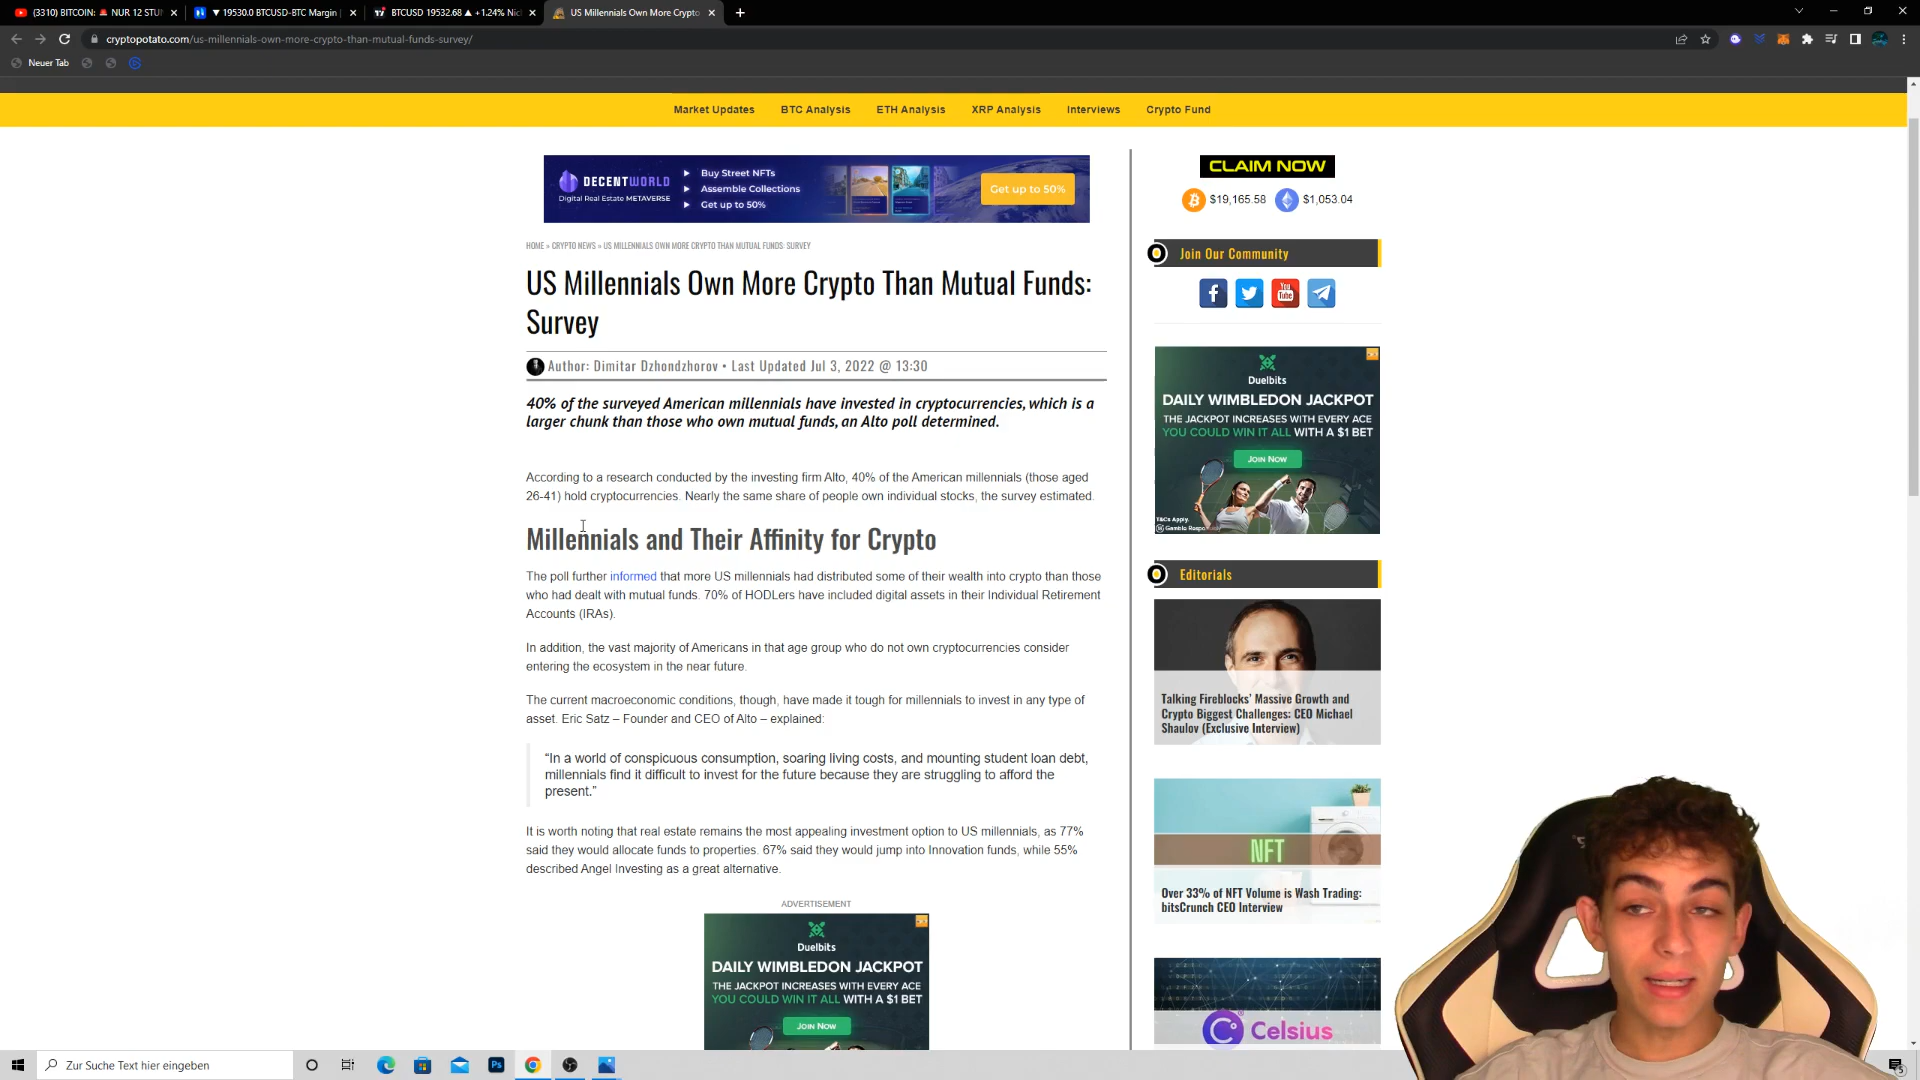 (3310) BITCOIN: 🚨 NUR 12 STUN
▼ 19530.0 BTCUSD-BTC Margin
BTCUSD 19532.68 ▲ +1.24%
US Millennials Own More Crypto
cryptopotato.com/us-millennials-own-more-crypto-than-mutual-funds-survey/
Neuer Tab
Market Updates BTC Analysis ETH Analysis XRP Analysis Interviews Crypto Fund
DECENTWORLD
Digital Real Estate METAVERSE
Buy Street NFTs
Assemble Collections
Get up to 50%
Get up to 50%
HOME » CRYPTO NEWS » US MILLENNIALS OWN MORE CRYPTO THAN MUTUAL FUNDS: SURVEY
US Millennials Own More Crypto Than Mutual Funds:
Survey
Author: Dimitar Dzhondzhorov • Last Updated Jul 3, 2022 @ 13:30
40% of the surveyed American millennials have invested in cryptocurrencies, which is a
larger chunk than those who own mutual funds, an Alto poll determined.
According to a research conducted by the investing firm Alto, 40% of the American millennials (those aged
26-41) hold cryptocurrencies. Nearly the same share of people own individual stocks, the survey estimated.
Millennials and Their Affinity for Crypto
The poll further informed that more US millennials had distributed some of their wealth into crypto than those
who had dealt with mutual funds. 70% of HODLers have included digital assets in their Individual Retirement
Accounts (IRAs).
In addition, the vast majority of Americans in that age group who do not own cryptocurrencies consider
entering the ecosystem in the near future.
The current macroeconomic conditions, though, have made it tough for millennials to invest in any type of
asset. Eric Satz – Founder and CEO of Alto – explained:
“In a world of conspicuous consumption, soaring living costs, and mounting student loan debt,
millennials find it difficult to invest for the future because they are struggling to afford the
present.”
It is worth noting that real estate remains the most appealing investment option to US millennials, as 77%
said they would allocate funds to properties. 67% said they would jump into Innovation funds, while 55%
described Angel Investing as a great alternative.
ADVERTISEMENT
Duelbits
DAILY WIMBLEDON JACKPOT
THE JACKPOT INCREASES WITH EVERY ACE
YOU COULD WIN IT ALL WITH A $1 BET
JOIN NOW
CLAIM NOW
$19,165.58 $1,053.04
Join Our Community
You
Tube
Duelbits
DAILY WIMBLEDON JACKPOT
THE JACKPOT INCREASES WITH EVERY ACE
YOU COULD WIN IT ALL WITH A $1 BET
JOIN NOW
T&Cs Apply.
Editorials
Talking Fireblocks’ Massive Growth and
Crypto Biggest Challenges: CEO Michael
Shaulov (Exclusive Interview)
NFT
Over 33% of NFT Volume is Wash Trading:
bitsCrunch CEO Interview
Celsius
Zur Suche Text hier eingeben
Ps
5